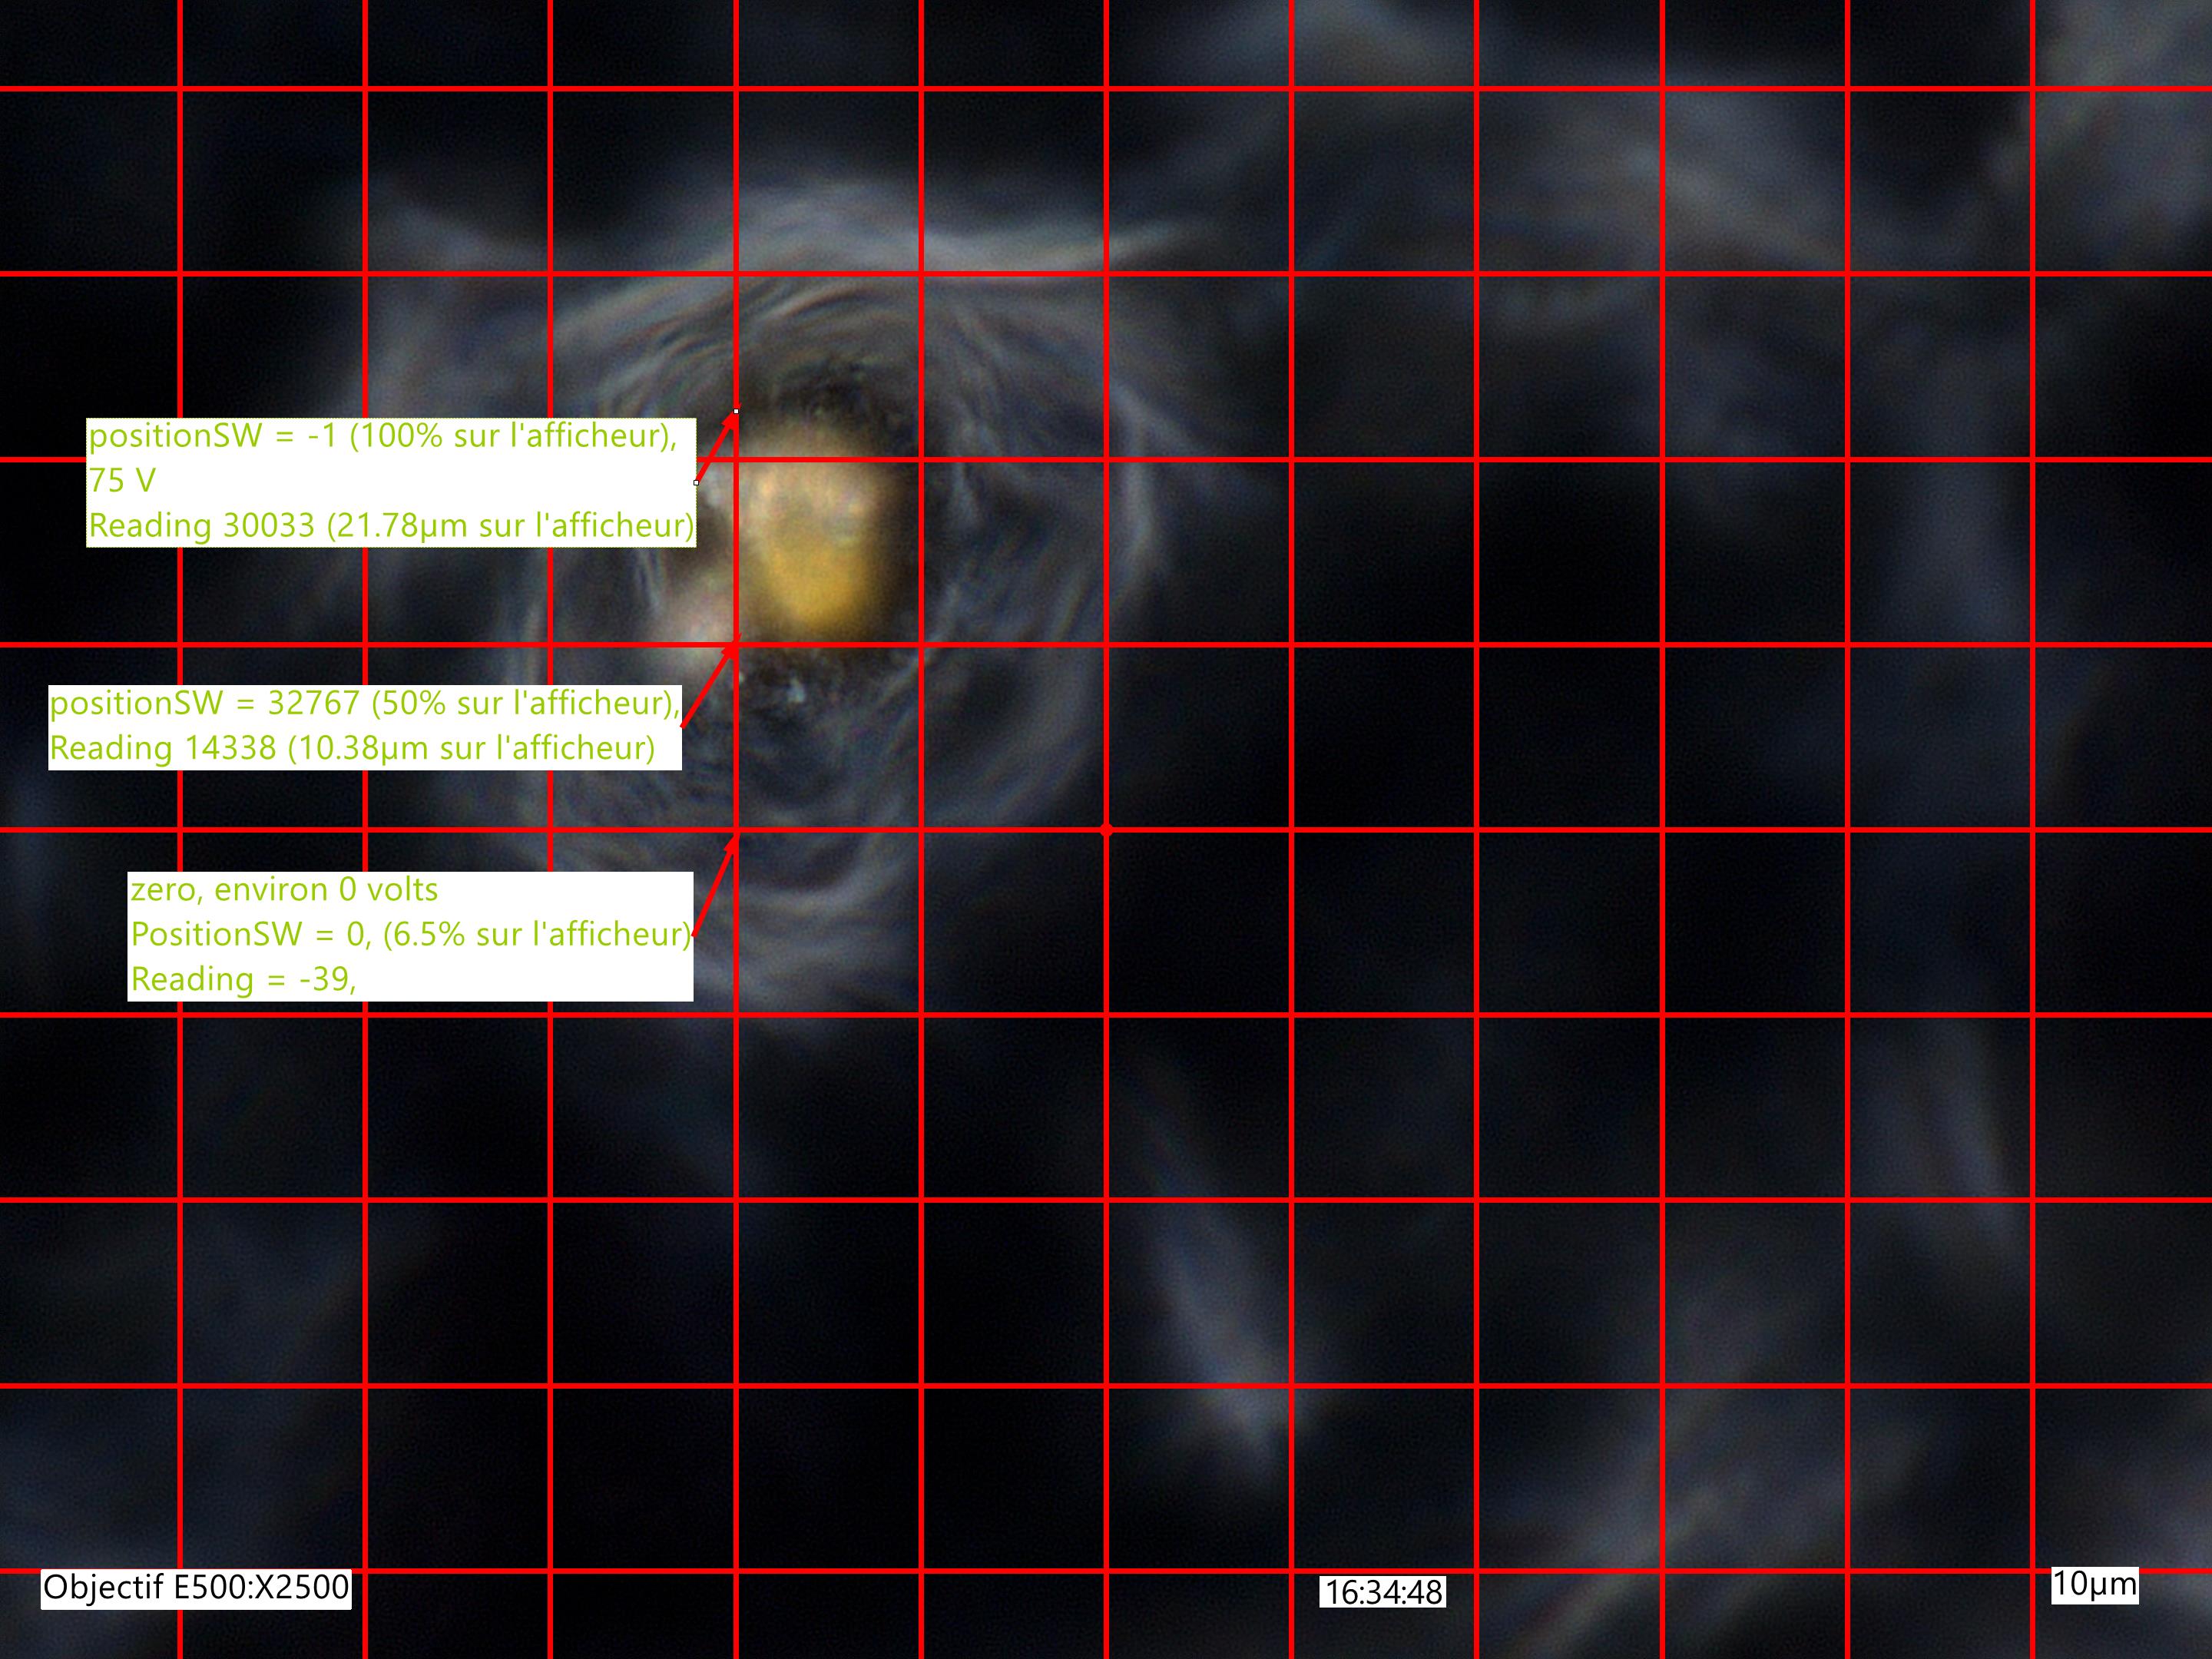 positionSW = -1 (100% sur l'afficheur),
75 V
Reading 30033 (21.78µm sur l'afficheur)
positionSW = 32767 (50% sur l'afficheur),
Reading 14338 (10.38µm sur l'afficheur)
zero, environ 0 volts
PositionSW = 0, (6.5% sur l'afficheur)
Reading = -39,
Objectif E500:X2500
16:34:48
10µm